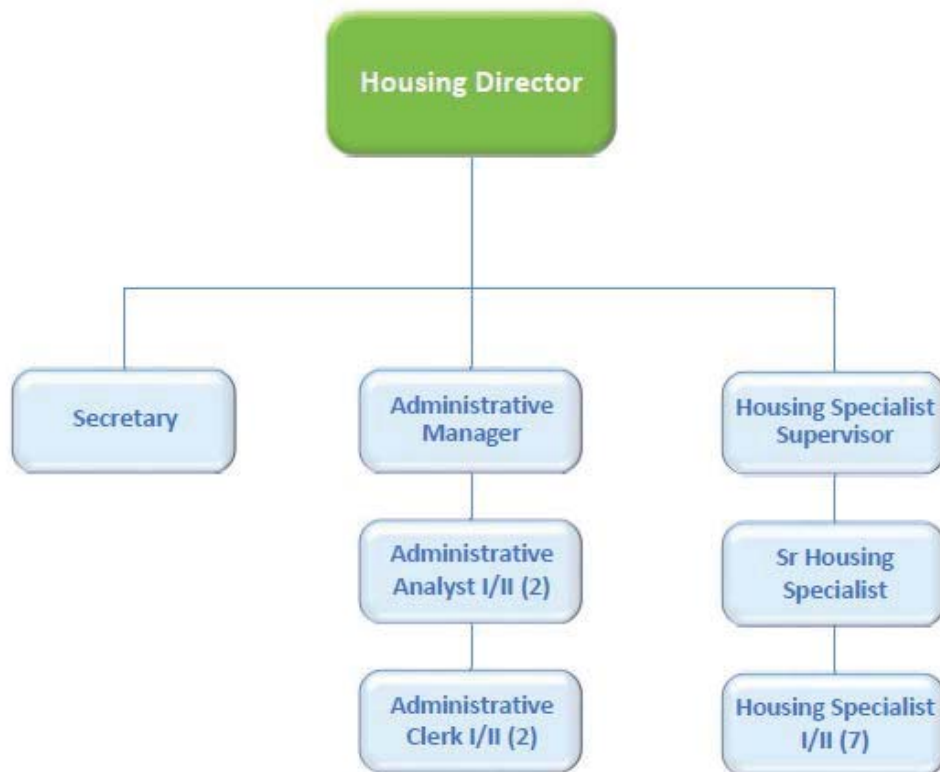 Housing Director
Secretary
Administrative
Manager
Housing Specialist
Supervisor
Administrative
Analyst I/II (2)
Sr Housing
Specialist
Administrative
Clerk I/II (2)
Housing Specialist
I/II (7)